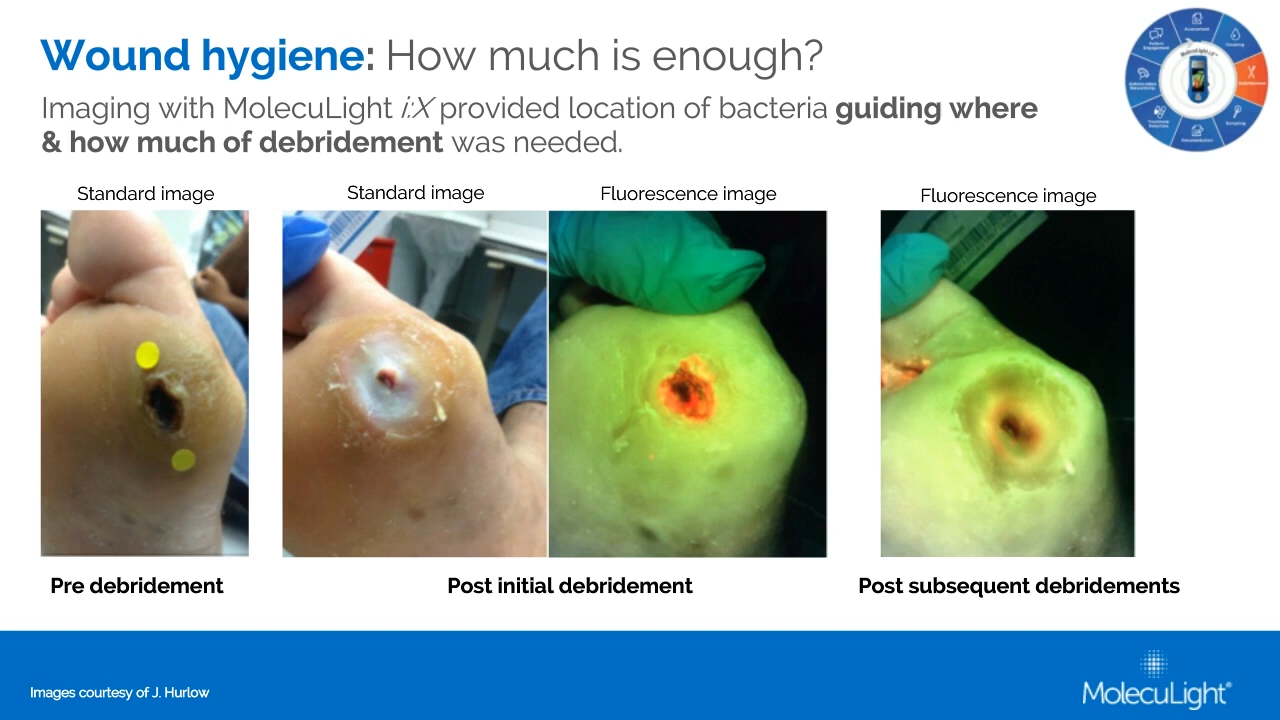 Wound hygiene: How much is enough?
Imaging with MolecuLight i:X provided location of bacteria guiding where
& how much of debridement was needed.
Standard image
Standard image
Fluorescence image
Fluorescence image
Pre debridement
Post initial debridement
Post subsequent debridements
Images courtesy of J. Hurlow
MolecuLight®